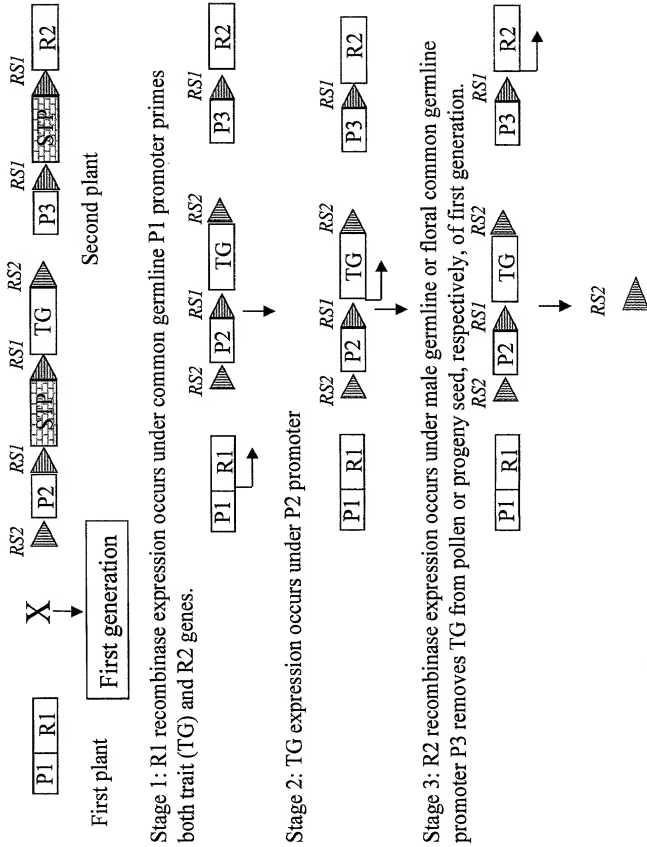 RS2 RS1 RS1 RS2 RS1 RS1
P1 R1 X P2 STP TG P3 STP R2
First plant Second plant
First generation
Stage 1: R1 recombinase expression occurs under common germline P1 promoter primes
both trait (TG) and R2 genes.
RS2 RS1 RS2 RS1
P1 R1 P2 TG P3 R2
Stage 2: TG expression occurs under P2 promoter
RS2 RS1 RS2 RS1
P1 R1 P2 TG P3 R2
Stage 3: R2 recombinase expression occurs under male germline or floral common germline
promoter P3 removes TG from pollen or progeny seed, respectively, of first generation.
RS2 RS1 RS2 RS1
P1 R1 P2 TG P3 R2
RS2